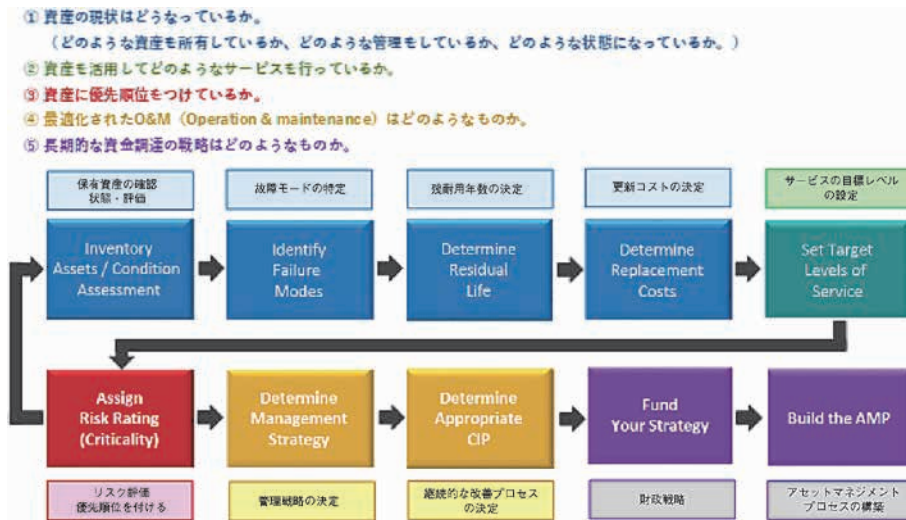 ① 資産の現状はどうなっているか。
（どのような資産を所有しているか、どのような管理をしているか、どのような状態になっているか。）
② 資産を活用してどのようなサービスを行っているか。
③ 資産に優先順位をつけているか。
④ 最適化されたO&M（Operation & maintenance）はどのようなものか。
⑤ 長期的な資金調達の戦略はどのようなものか。
保有資産の確認
状態・評価
故障モードの特定
残耐用年数の決定
更新コストの決定
サービスの目標レベル
の設定
Inventory
Assets / Condition
Assessment
Identify
Failure
Modes
Determine
Residual
Life
Determine
Replacement
Costs
Set Target
Levels of
Service
Assign
Risk Rating
(Criticality)
Determine
Management
Strategy
Determine
Appropriate
CIP
Fund
Your Strategy
Build the AMP
リスク評価
優先順位を付ける
管理戦略の決定
継続的な改善プロセス
の決定
財政戦略
アセットマネジメント
プロセスの構築